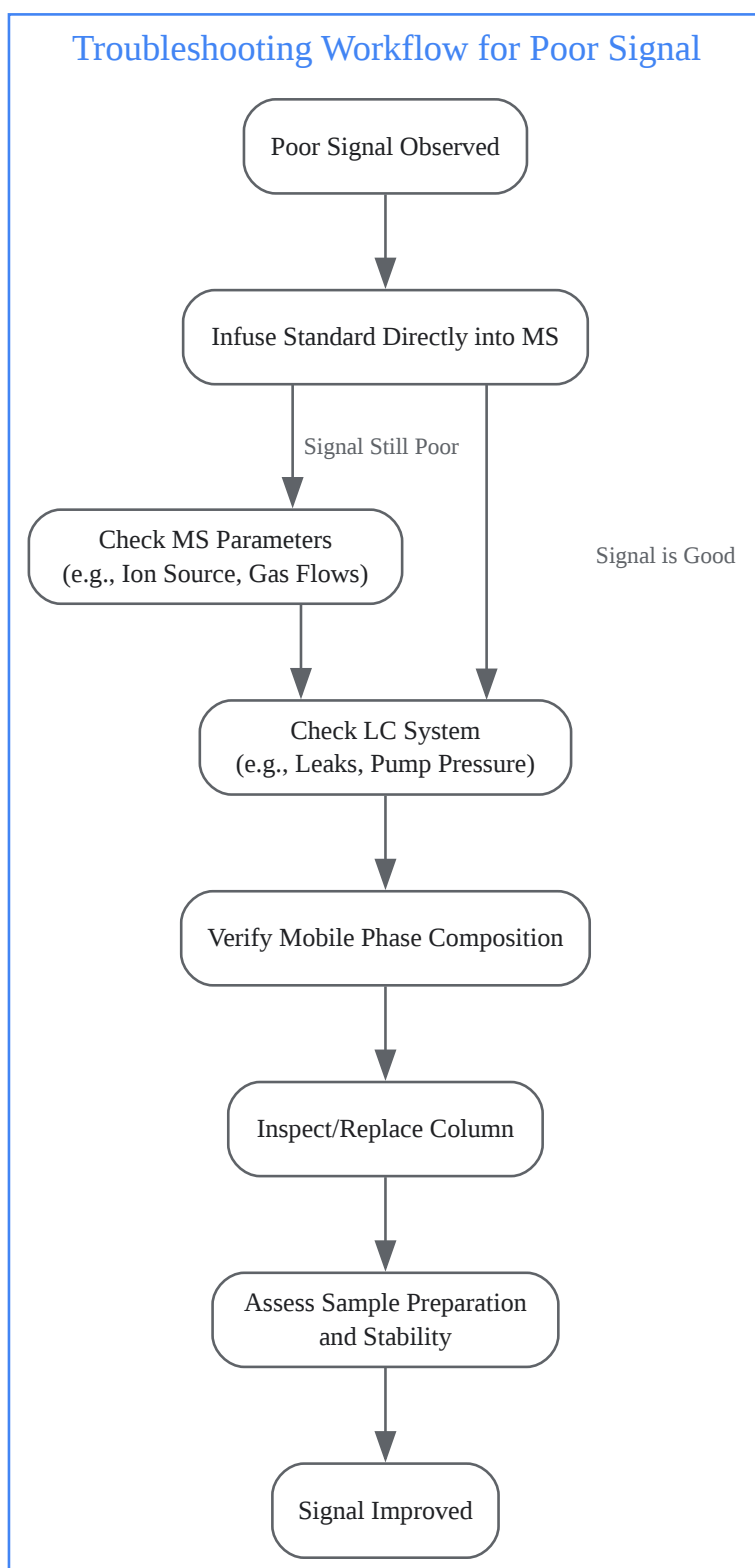 Troubleshooting Workflow for Poor Signal
Poor Signal Observed
Infuse Standard Directly into MS
Signal Still Poor
Check MS Parameters
(e.g., Ion Source, Gas Flows)
Signal is Good
Check LC System
(e.g., Leaks, Pump Pressure)
Verify Mobile Phase Composition
Inspect/Replace Column
Assess Sample Preparation
and Stability
Signal Improved